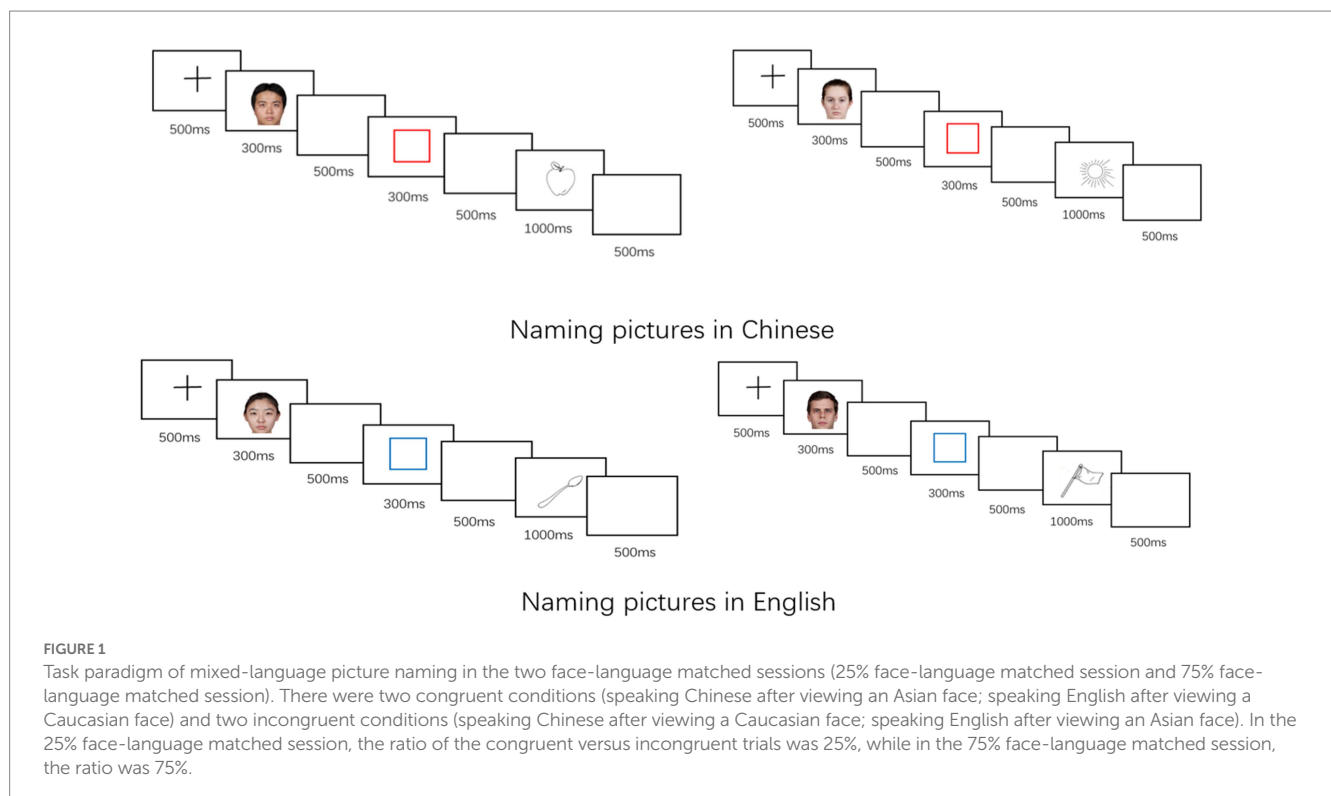 500ms
300ms
500ms
300ms
500ms
1000ms
500ms
500ms
300ms
500ms
300ms
500ms
1000ms
500ms
Naming pictures in Chinese
500ms
300ms
500ms
300ms
500ms
1000ms
500ms
500ms
300ms
500ms
300ms
500ms
1000ms
500ms
Naming pictures in English
FIGURE 1
Task paradigm of mixed-language picture naming in the two face-language matched sessions (25% face-language matched session and 75% face-
language matched session). There were two congruent conditions (speaking Chinese after viewing an Asian face; speaking English after viewing a
Caucasian face) and two incongruent conditions (speaking Chinese after viewing a Caucasian face; speaking English after viewing an Asian face). In the
25% face-language matched session, the ratio of the congruent versus incongruent trials was 25%, while in the 75% face-language matched session,
the ratio was 75%.